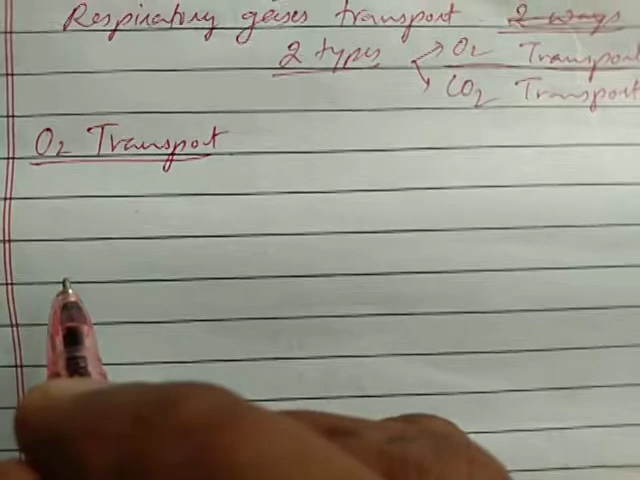 Respiratory gases transport 2 ways
2 types → O2 Transport
→ CO2 Transport
O2 Transport